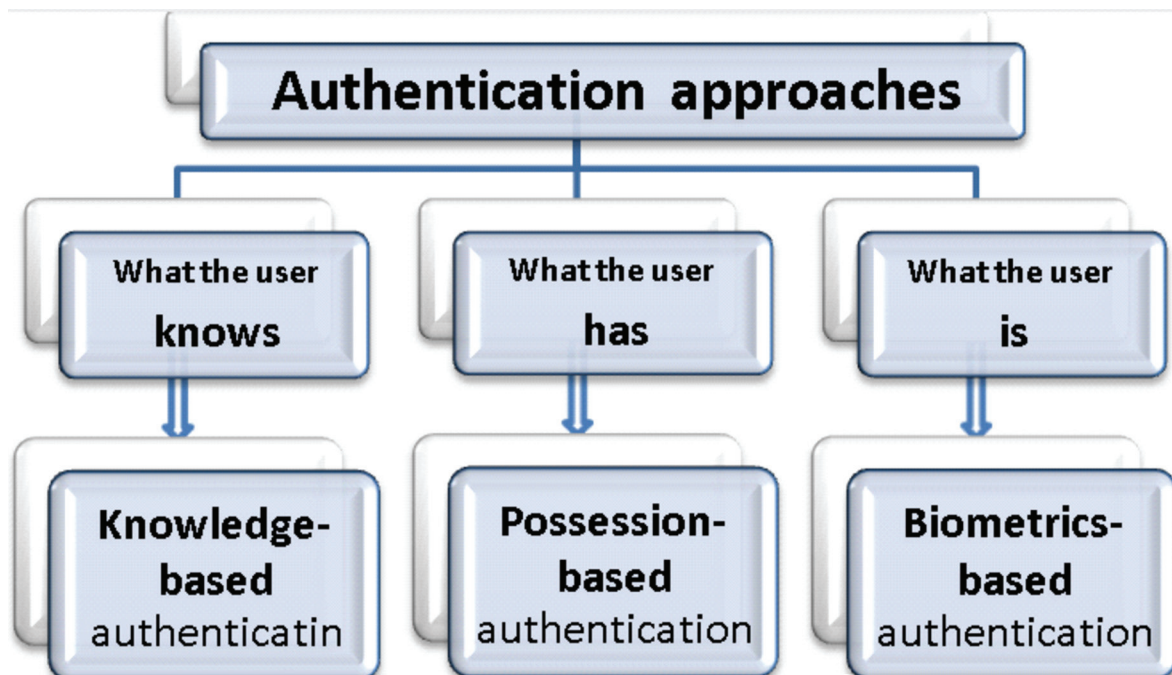 Authentication approaches
What the user
knows
What the user
has
What the user
is
Knowledge-
based
authenticatin
Possession-
based
authentication
Biometrics-
based
authentication